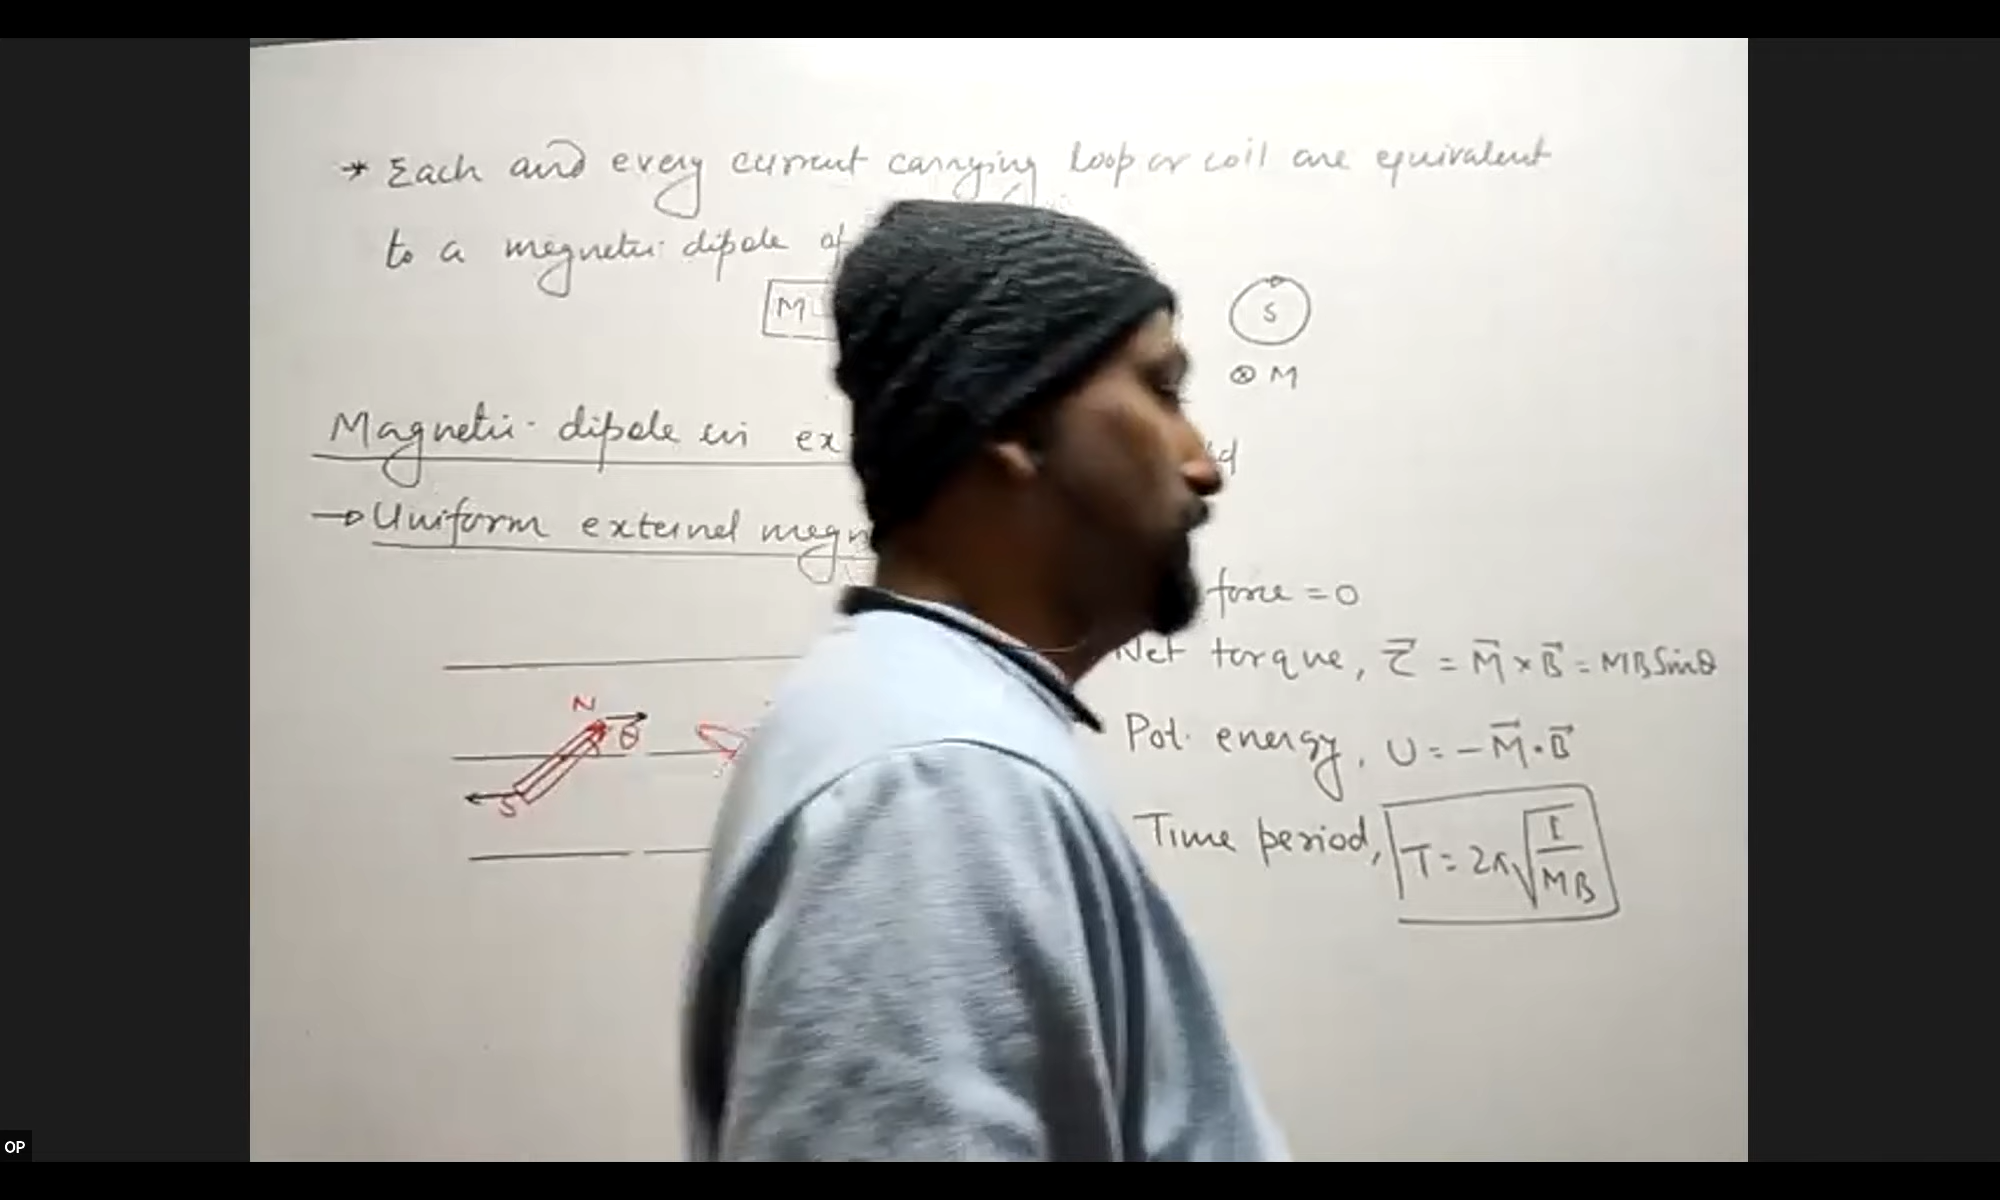 * Each and every current carrying loop or coil are equivalent
to a magnetic dipole of
M
S
⊗ M
Magnetic dipole in ex
→ Uniform external magn
force = 0
Net torque, τ⃗ = M⃗ × B⃗ = MB Sinθ
N
θ
S
Pot. energy, U = - M⃗ · B⃗
Time period, T = 2π√(I/MB)
OP